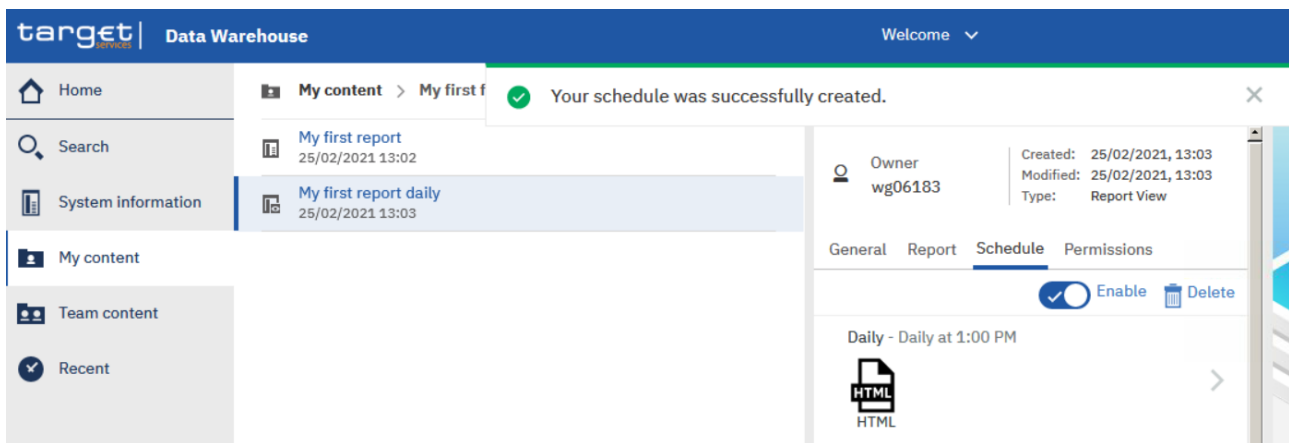 target| Data Warehouse
services
Welcome
Home
Search
System information
My content
Team content
Recent
My content > My first f
Your schedule was successfully created.
My first report
25/02/2021 13:02
My first report daily
25/02/2021 13:03
Owner
wg06183
Created: 25/02/2021, 13:03
Modified: 25/02/2021, 13:03
Type: Report View
General Report Schedule Permissions
Enable Delete
Daily - Daily at 1:00 PM
HTML
HTML